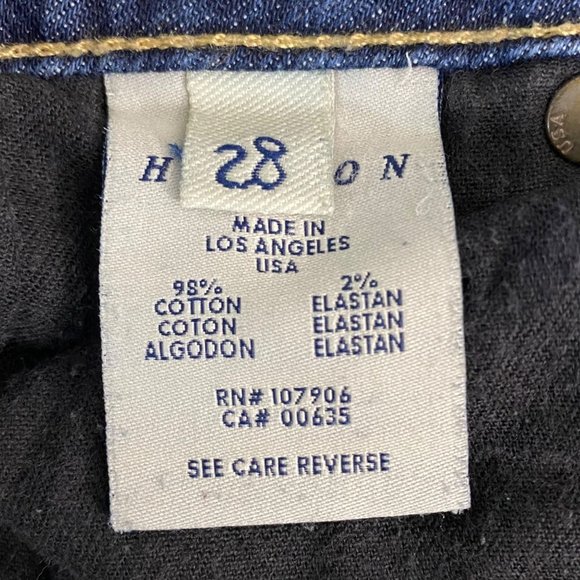 28
H ON
MADE IN
LOS ANGELES
USA
98% 2%
COTTON ELASTAN
COTON ELASTAN
ALGODON ELASTAN
RN# 107906
CA# 00635
SEE CARE REVERSE
USA